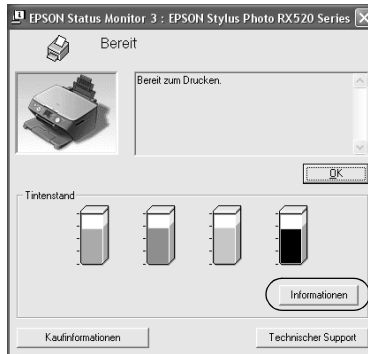 EPSON Status Monitor 3 : EPSON Stylus Photo RX520 Series
Bereit
Bereit zum Drucken.
OK
Tintenstand
Informationen
Kaufinformationen
Technischer Support